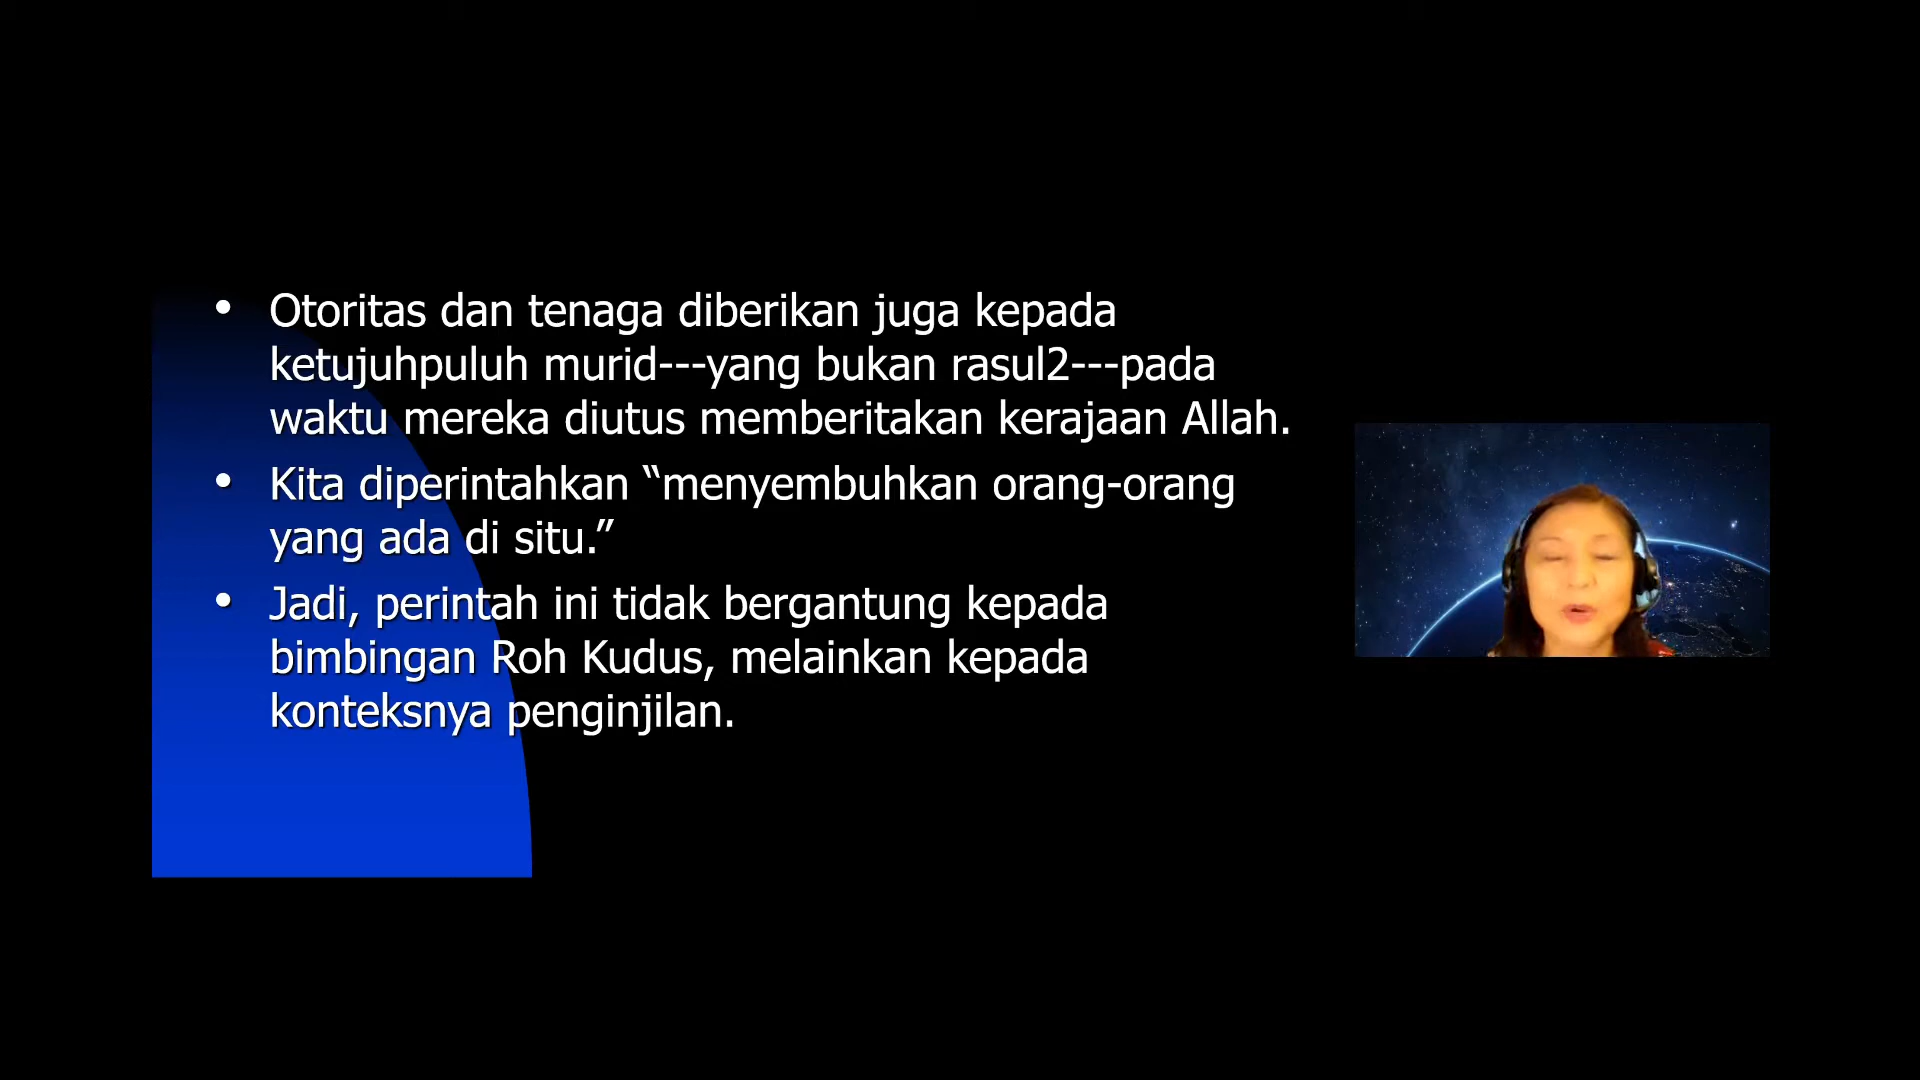 • Otoritas dan tenaga diberikan juga kepada
ketujuhpuluh murid---yang bukan rasul2---pada
waktu mereka diutus memberitakan kerajaan Allah.
• Kita diperintahkan “menyembuhkan orang-orang
yang ada di situ.”
• Jadi, perintah ini tidak bergantung kepada
bimbingan Roh Kudus, melainkan kepada
konteksnya penginjilan.